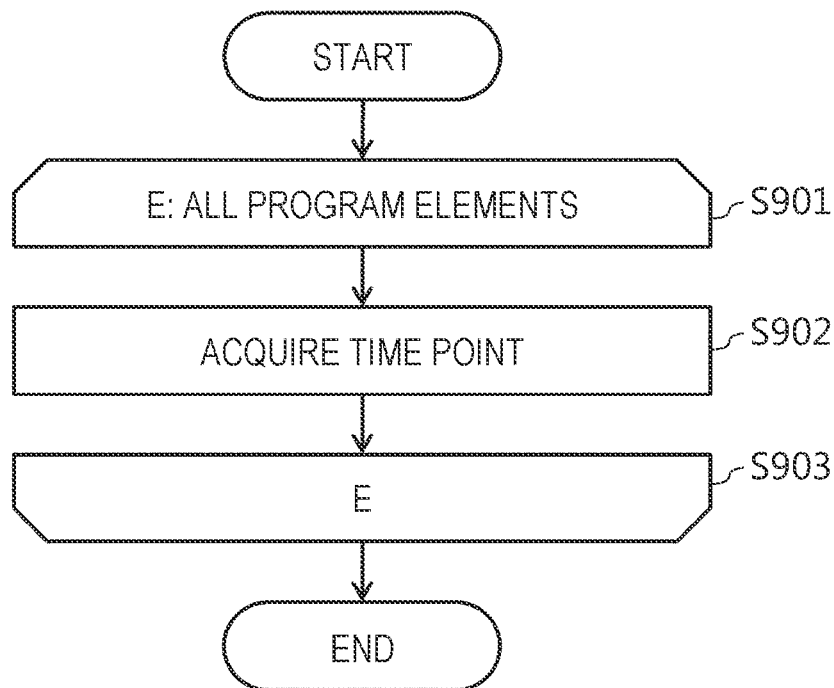 START
E: ALL PROGRAM ELEMENTS
S901
ACQUIRE TIME POINT
S902
E
S903
END